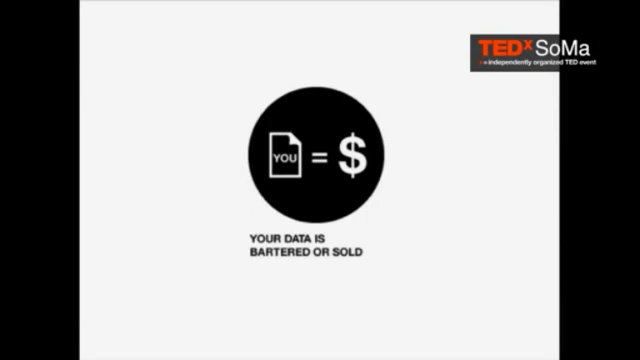 TEDxSoMa
x = independently organized TED event
YOU = $
YOUR DATA IS
BARTERED OR SOLD